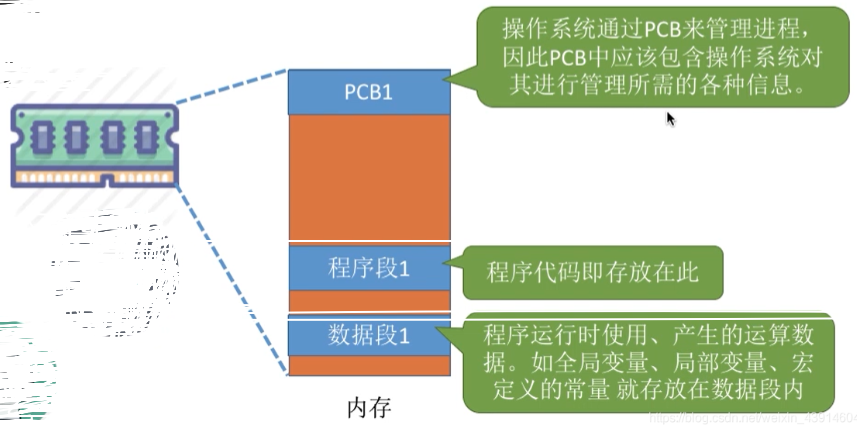 操作系统通过PCB来管理进程，
因此PCB中应该包含操作系统对
其进行管理所需的各种信息。
PCB1
程序段1
程序代码即存放在此
数据段1
程序运行时使用、产生的运算数
据。如全局变量、局部变量、宏
定义的常量 就存放在数据段内
内存
https://blog.csdn.net/weixin_43914604